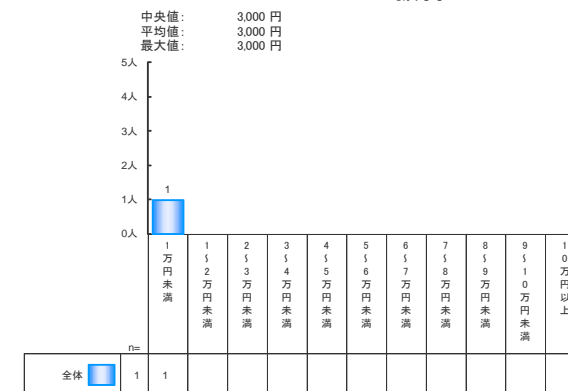 中央値: 3,000 円
平均値: 3,000 円
最大値: 3,000 円
5人
4人
3人
2人
1人
0人
1
1万円未満
1~2万円未満
2~3万円未満
3~4万円未満
4~5万円未満
5~6万円未満
6~7万円未満
7~8万円未満
8~9万円未満
9~10万円未満
10万円以上
n=
全体 1 1